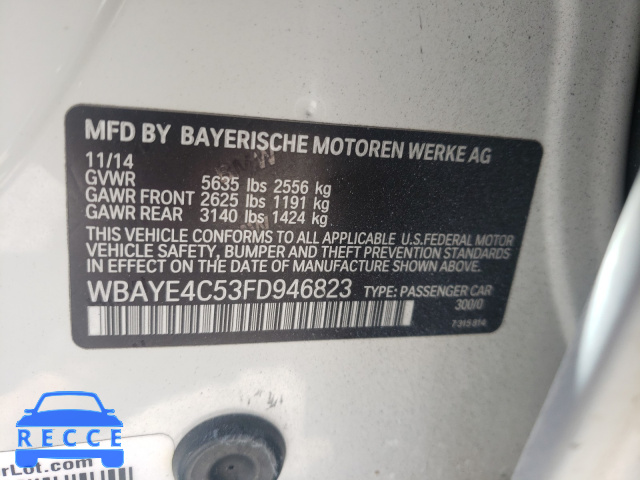 MFD BY BAYERISCHE MOTOREN WERKE AG
11/14
GVWR 5635 lbs 2556 kg
GAWR FRONT 2625 lbs 1191 kg
GAWR REAR 3140 lbs 1424 kg
THIS VEHICLE CONFORMS TO ALL APPLICABLE U.S.FEDERAL MOTOR
VEHICLE SAFETY, BUMPER AND THEFT PREVENTION STANDARDS
IN EFFECT ON THE DATE OF MANUFACTURE SHOWN ABOVE.
WBAYE4C53FD946823 TYPE: PASSENGER CAR
300/0
7315814
RECCE
rLot.com